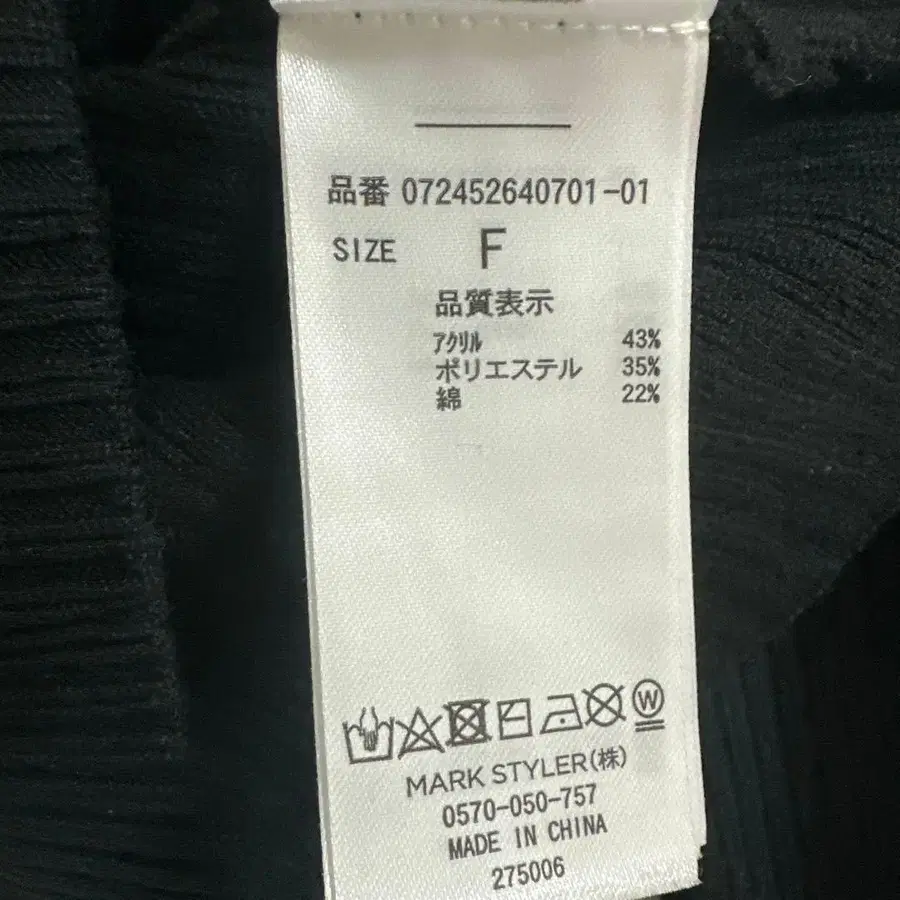 品番 072452640701-01
SIZE F
品質表示
アクリル 43%
ポリエステル 35%
綿 22%
W
MARK STYLER(株)
0570-050-757
MADE IN CHINA
275006